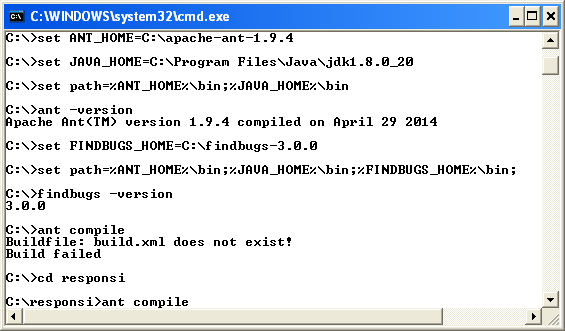 C:\WINDOWS\system32\cmd.exe
C:\>set ANT_HOME=C:\apache-ant-1.9.4
C:\>set JAVA_HOME=C:\Program Files\Java\jdk1.8.0_20
C:\>set path=%ANT_HOME%\bin;%JAVA_HOME%\bin
C:\>ant -version
Apache Ant(TM) version 1.9.4 compiled on April 29 2014
C:\>set FINDBUGS_HOME=C:\findbugs-3.0.0
C:\>set path=%ANT_HOME%\bin;%JAVA_HOME%\bin;%FINDBUGS_HOME%\bin;
C:\>findbugs -version
3.0.0
C:\>ant compile
Buildfile: build.xml does not exist!
Build failed
C:\>cd responsi
C:\responsi>ant compile